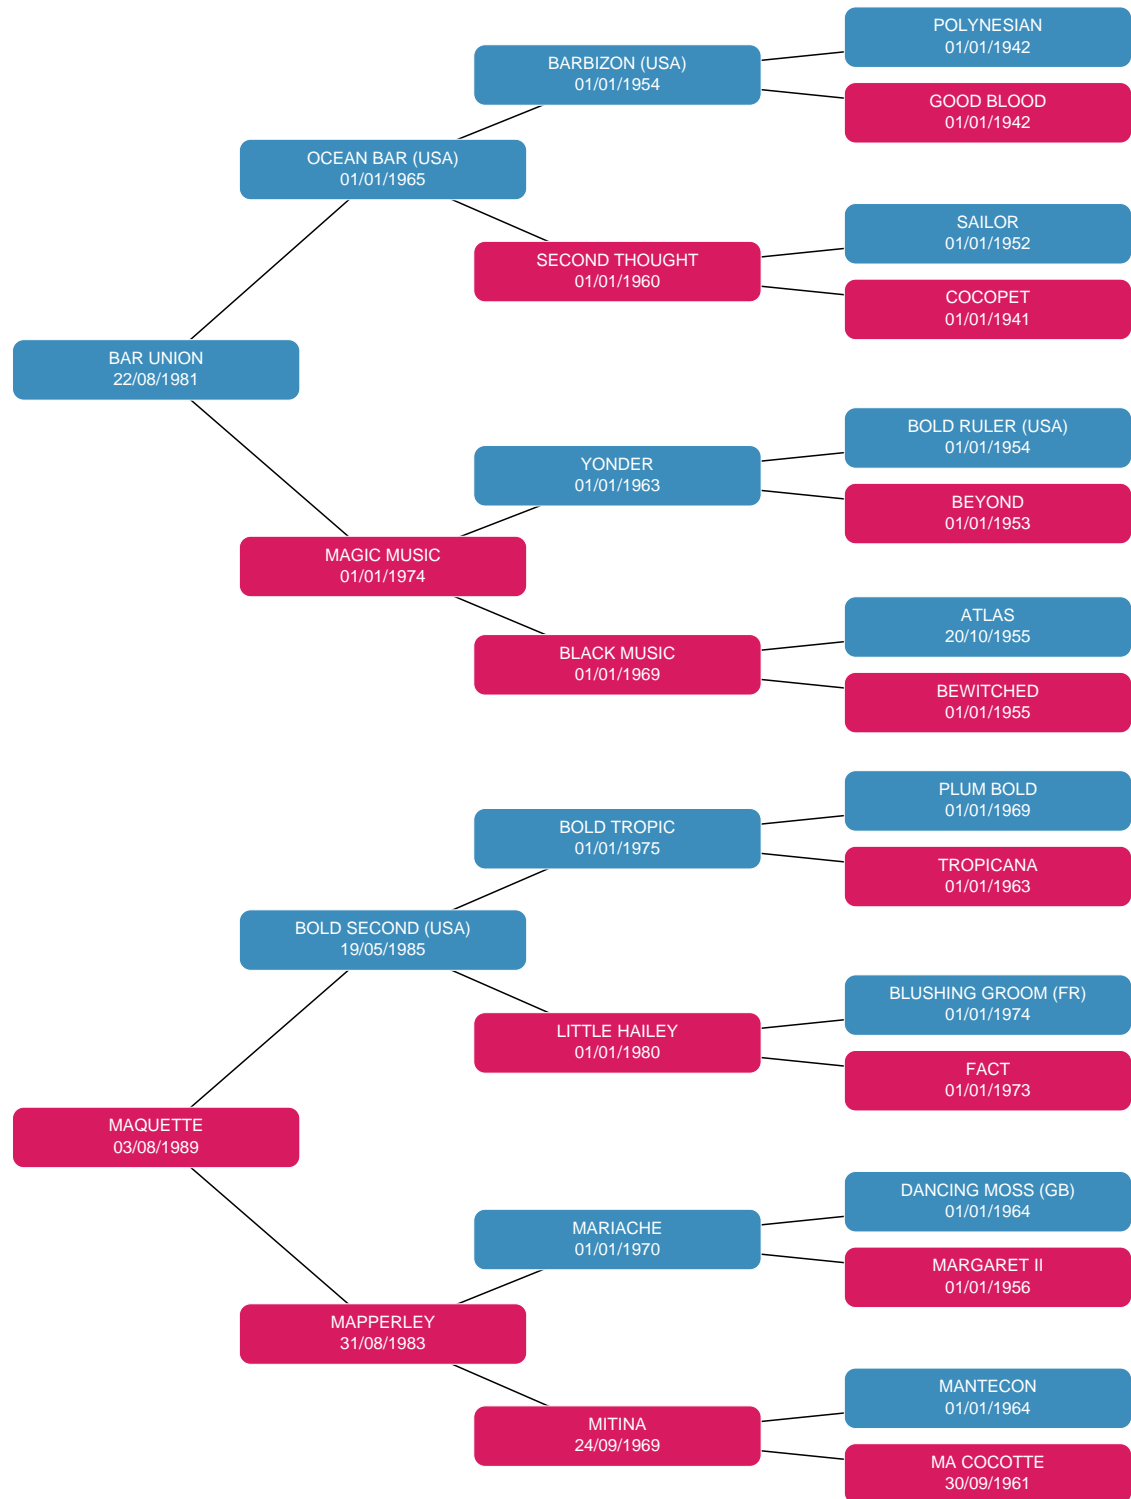 POLYNESIAN
01/01/1942
BARBIZON (USA)
01/01/1954
GOOD BLOOD
01/01/1942
OCEAN BAR (USA)
01/01/1965
SAILOR
01/01/1952
SECOND THOUGHT
01/01/1960
COCOPET
01/01/1941
BAR UNION
22/08/1981
BOLD RULER (USA)
01/01/1954
YONDER
01/01/1963
BEYOND
01/01/1953
MAGIC MUSIC
01/01/1974
ATLAS
20/10/1955
BLACK MUSIC
01/01/1969
BEWITCHED
01/01/1955
PLUM BOLD
01/01/1969
BOLD TROPIC
01/01/1975
TROPICANA
01/01/1963
BOLD SECOND (USA)
19/05/1985
BLUSHING GROOM (FR)
01/01/1974
LITTLE HAILEY
01/01/1980
FACT
01/01/1973
MAQUETTE
03/08/1989
DANCING MOSS (GB)
01/01/1964
MARIACHE
01/01/1970
MARGARET II
01/01/1956
MAPPERLEY
31/08/1983
MANTECON
01/01/1964
MITINA
24/09/1969
MA COCOTTE
30/09/1961